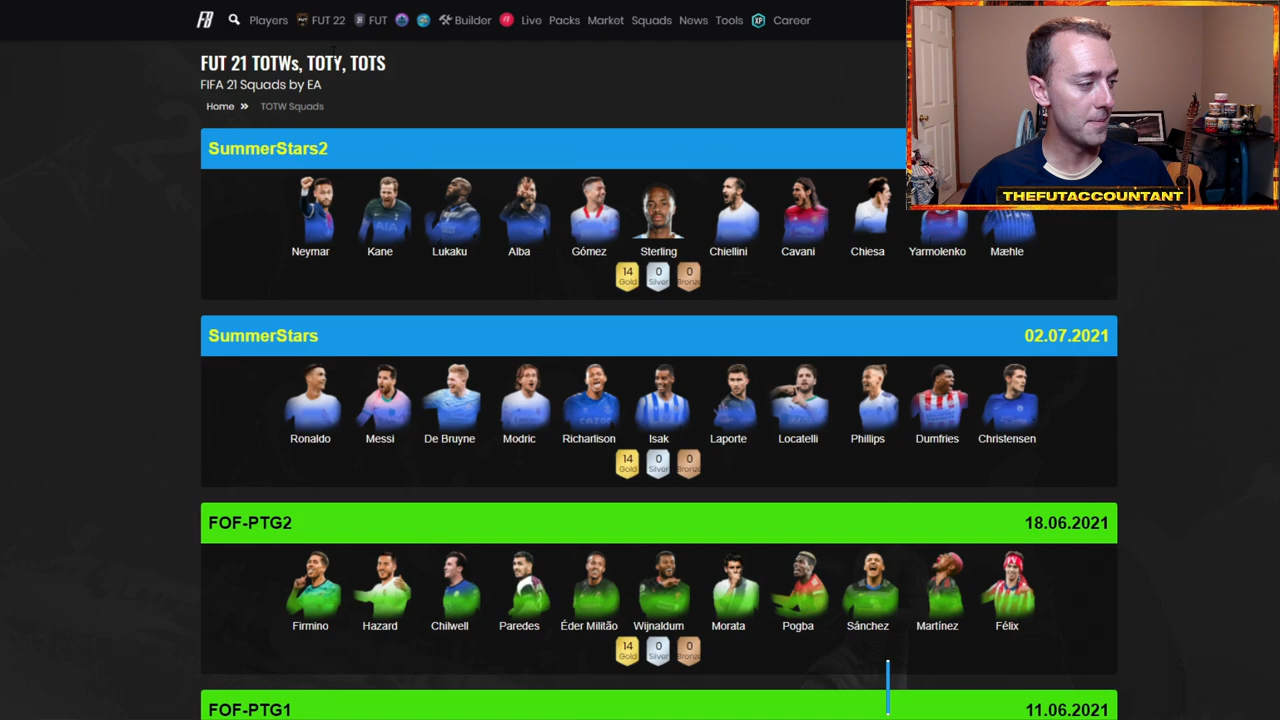 FB Players FUT 22 FUT Builder Live Packs Market Squads News Tools XP Career
FUT 21 TOTWs, TOTY, TOTS
FIFA 21 Squads by EA
Home » TOTW Squads
THEFUTACCOUNTANT
SummerStars2
Neymar Kane Lukaku Alba Gómez Sterling Chiellini Cavani Chiesa Yarmolenko Mæhle
14 0 0
Gold Silver Bronze
SummerStars 02.07.2021
Ronaldo Messi De Bruyne Modric Richarlison Isak Laporte Locatelli Phillips Dumfries Christensen
14 0 0
Gold Silver Bronze
FOF-PTG2 18.06.2021
Firmino Hazard Chilwell Paredes Éder Militão Wijnaldum Morata Pogba Sánchez Martínez Félix
14 0 0
Gold Silver Bronze
FOF-PTG1 11.06.2021